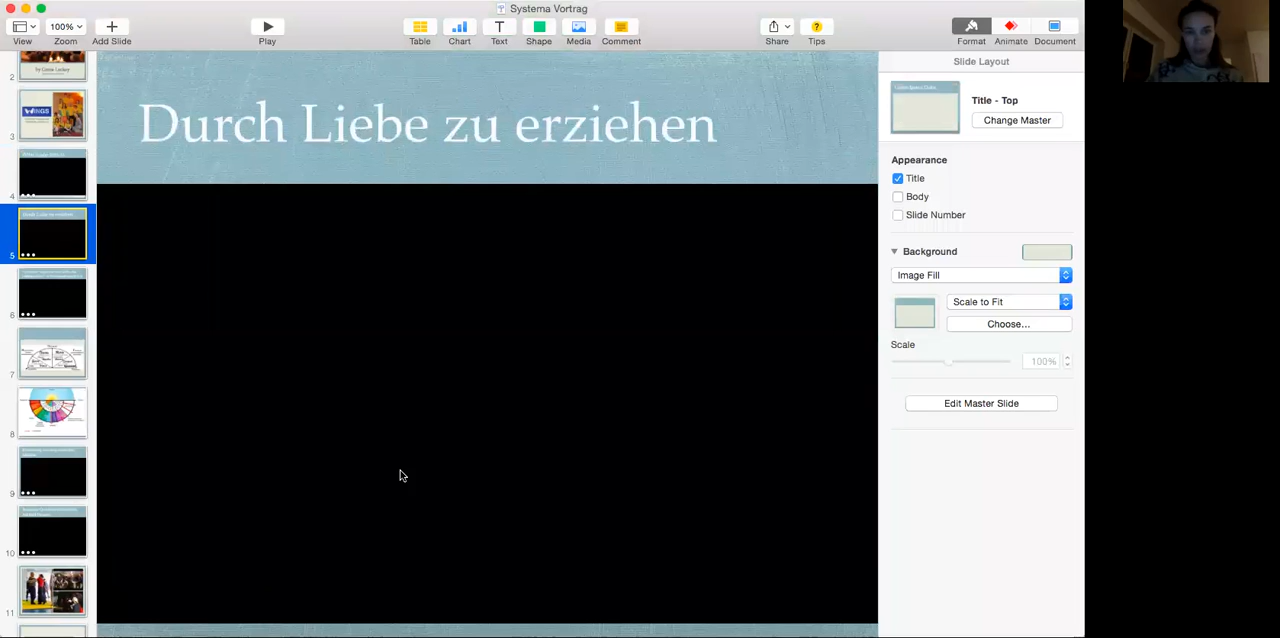 Systema Vortrag
100%
View
Zoom
Add Slide
Play
Table
Chart
Text
Shape
Media
Comment
Share
Tips
Format
Animate
Document
2
3
WINGS
4
5
6
7
8
9
10
11
Durch Liebe zu erziehen
Slide Layout
Title - Top
Change Master
Appearance
Title
Body
Slide Number
Background
Image Fill
Scale to Fit
Choose...
Scale
100%
Edit Master Slide